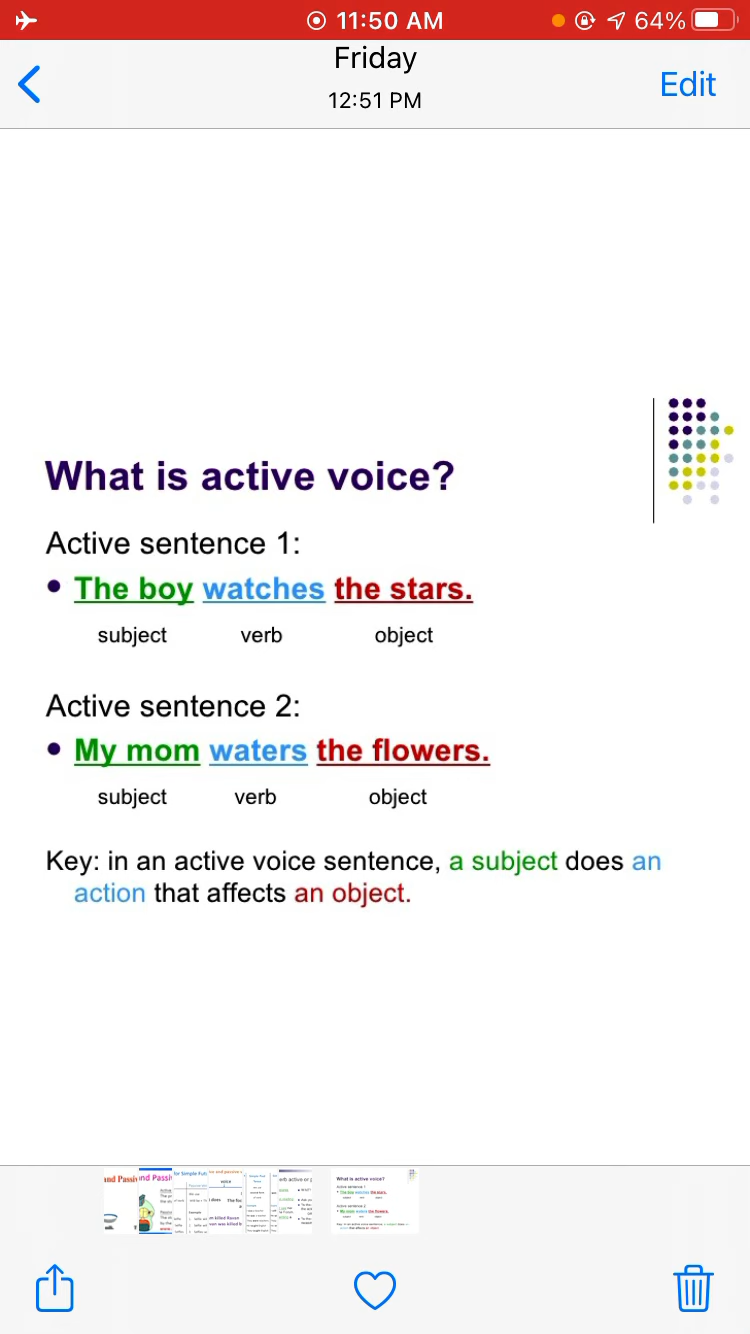 11:50 AM
64%
Friday
12:51 PM
Edit
What is active voice?
Active sentence 1:
• The boy watches the stars.
subject verb object
Active sentence 2:
• My mom waters the flowers.
subject verb object
Key: in an active voice sentence, a subject does an
action that affects an object.